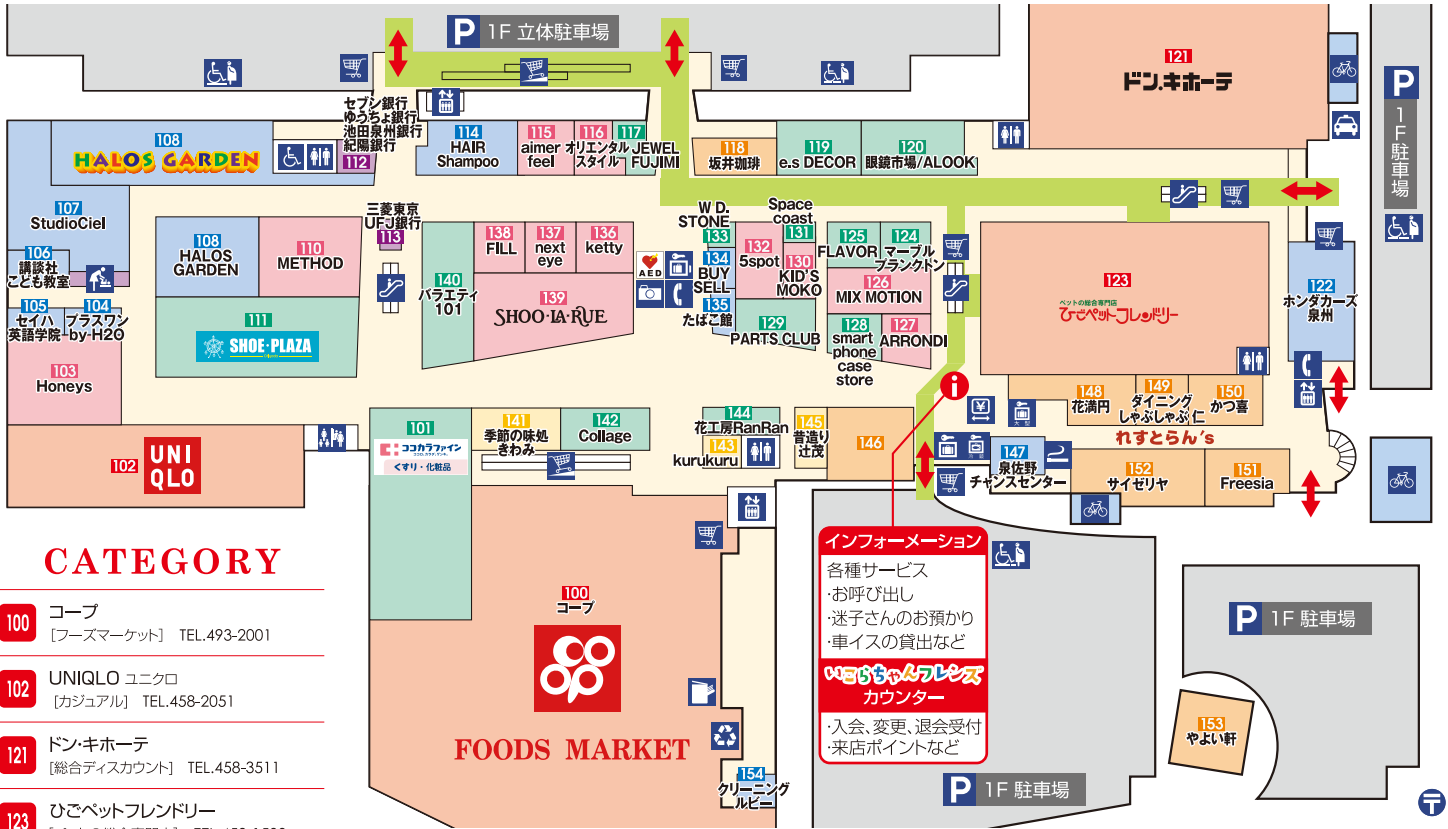 P 1F 立体駐車場
121
ドン.キホーテ
P
1F 駐車場
108
HALOS GARDEN
セブン銀行
ゆうちょ銀行
池田泉州銀行
紀陽銀行
112
114
HAIR
Shampoo
115
aimer
feel
116
オリエンタル
スタイル
117
JEWEL
FUJIMI
118
坂井珈琲
119
e.s DECOR
120
眼鏡市場/ALOOK
107
StudioCiel
106
講談社
こども教室
105
セイハ
英語学院
104
プラスワン
by H2O
103
Honeys
108
HALOS
GARDEN
110
METHOD
111
SHOE・PLAZA
三菱東京
UFJ銀行
113
140
バラエティ
101
138
FILL
137
next
eye
136
ketty
139
SHOO・LA・RUE
AED
W D.
STONE
133
134
BUY
SELL
135
たばこ館
132
5spot
Space
coast
131
130
KID'S
MOKO
129
PARTS CLUB
125
FLAVOR
124
マーブル
ブランクドン
126
MIX MOTION
128
smart
phone
case
store
127
ARRONDI
123
ペットの総合専門店
ひごペットフレンドリー
122
ホンダカーズ
泉州
148
花満円
149
ダイニング
しゃぶしゃぶ 仁
150
かつ喜
れすとらん's
147
泉佐野
チャンスセンター
152
サイゼリヤ
151
Freesia
102
UNI
QLO
101
ココカラファイン
くすり・化粧品
141
季節の味処
きわみ
142
Collage
144
花工房RanRan
143
kurukuru
145
昔造り
辻茂
146
i
100
コープ
coop
FOODS MARKET
154
クリーニング
ルビー
インフォーメーション
各種サービス
・お呼び出し
・迷子さんのお預かり
・車イスの貸出など
いこらちゃんフレンズ
カウンター
・入会、変更、退会受付
・来店ポイントなど
P 1F 駐車場
P 1F 駐車場
153
やよい軒
CATEGORY
100 コープ
[フーズマーケット] TEL.493-2001
102 UNIQLO ユニクロ
[カジュアル] TEL.458-2051
121 ドン・キホーテ
[総合ディスカウント] TEL.458-3511
123 ひごペットフレンドリー